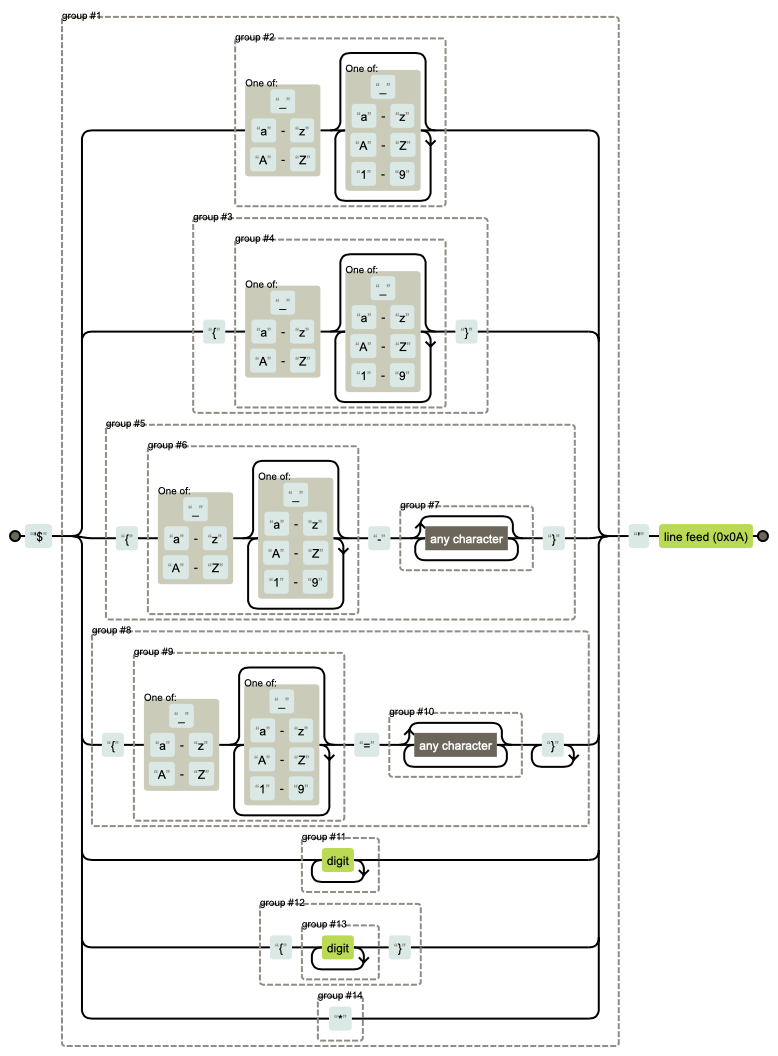 group #1
group #2
One of:
“_”
“a” - “z”
“A” - “Z”
One of:
“_”
“a” - “z”
“A” - “Z”
“1” - “9”
group #3
“{”
group #4
One of:
“_”
“a” - “z”
“A” - “Z”
One of:
“_”
“a” - “z”
“A” - “Z”
“1” - “9”
“}”
“$”
group #5
“{”
group #6
One of:
“_”
“a” - “z”
“A” - “Z”
One of:
“_”
“a” - “z”
“A” - “Z”
“1” - “9”
“-”
group #7
any character
“}”
group #8
“{”
group #9
One of:
“_”
“a” - “z”
“A” - “Z”
One of:
“_”
“a” - “z”
“A” - “Z”
“1” - “9”
“=”
group #10
any character
“}”
group #11
digit
group #12
“{”
group #13
digit
“}”
group #14
“*”
line feed (0x0A)